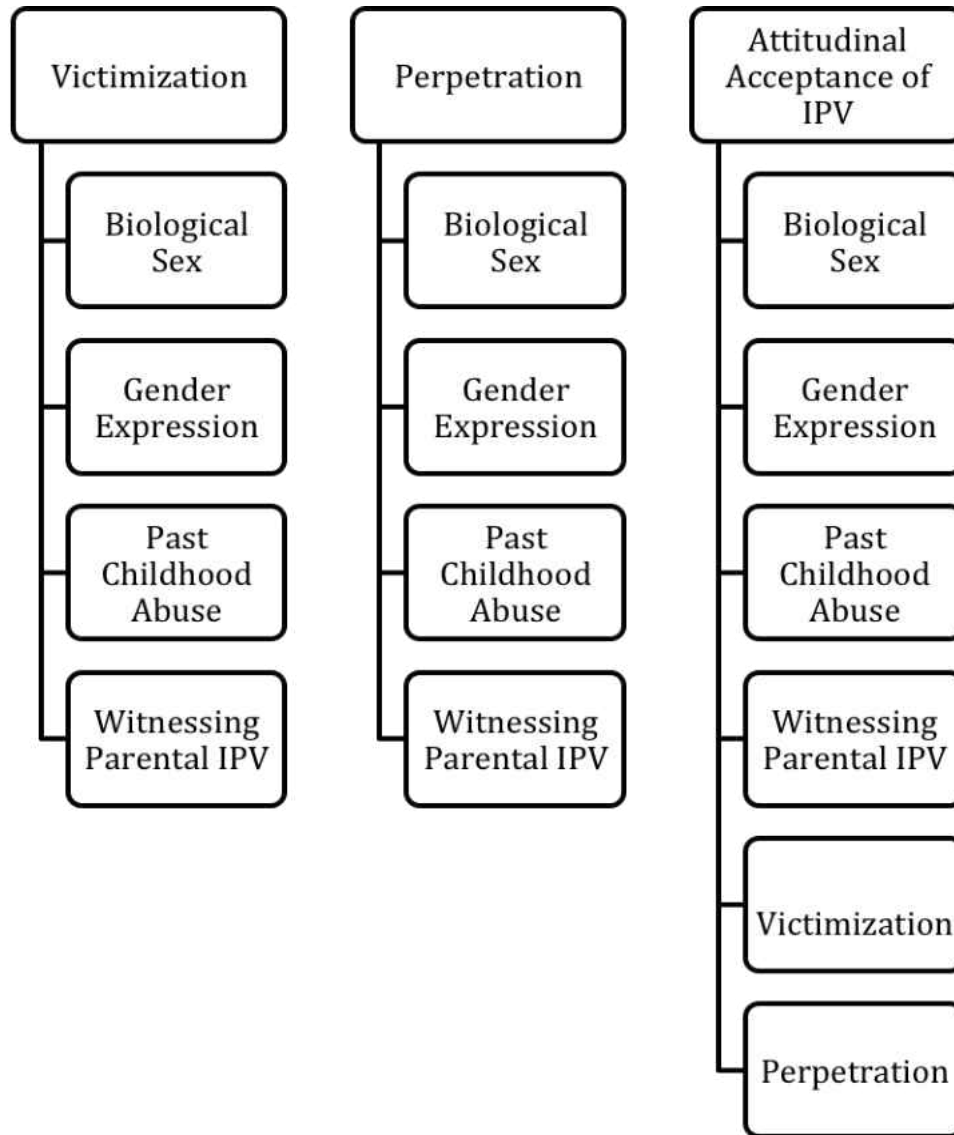 Victimization
Biological
Sex
Gender
Expression
Past
Childhood
Abuse
Witnessing
Parental IPV
Perpetration
Biological
Sex
Gender
Expression
Past
Childhood
Abuse
Witnessing
Parental IPV
Attitudinal
Acceptance of
IPV
Biological
Sex
Gender
Expression
Past
Childhood
Abuse
Witnessing
Parental IPV
Victimization
Perpetration